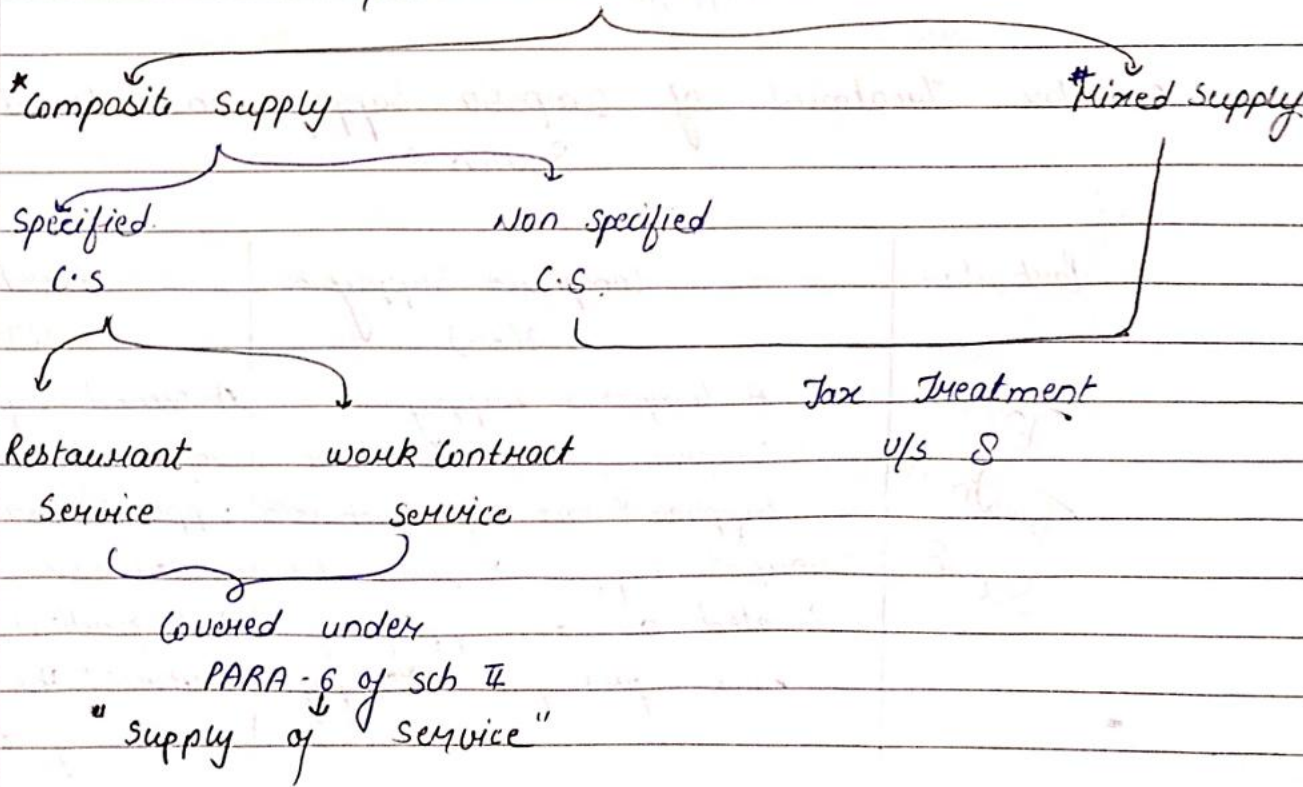 *Composite Supply
#Mixed Supply
Specified
C.S
Non specified
C.S.
Restaurant
Service
work Contract
service
Tax Treatment
U/s 8
Covered under
PARA-6 of sch II
"Supply of Service"